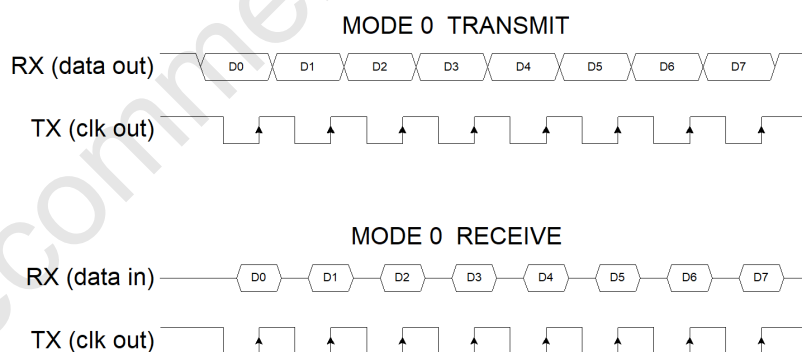 MODE 0 TRANSMIT
RX (data out) D0 D1 D2 D3 D4 D5 D6 D7
TX (clk out)
MODE 0 RECEIVE
RX (data in) D0 D1 D2 D3 D4 D5 D6 D7
TX (clk out)
ecomme